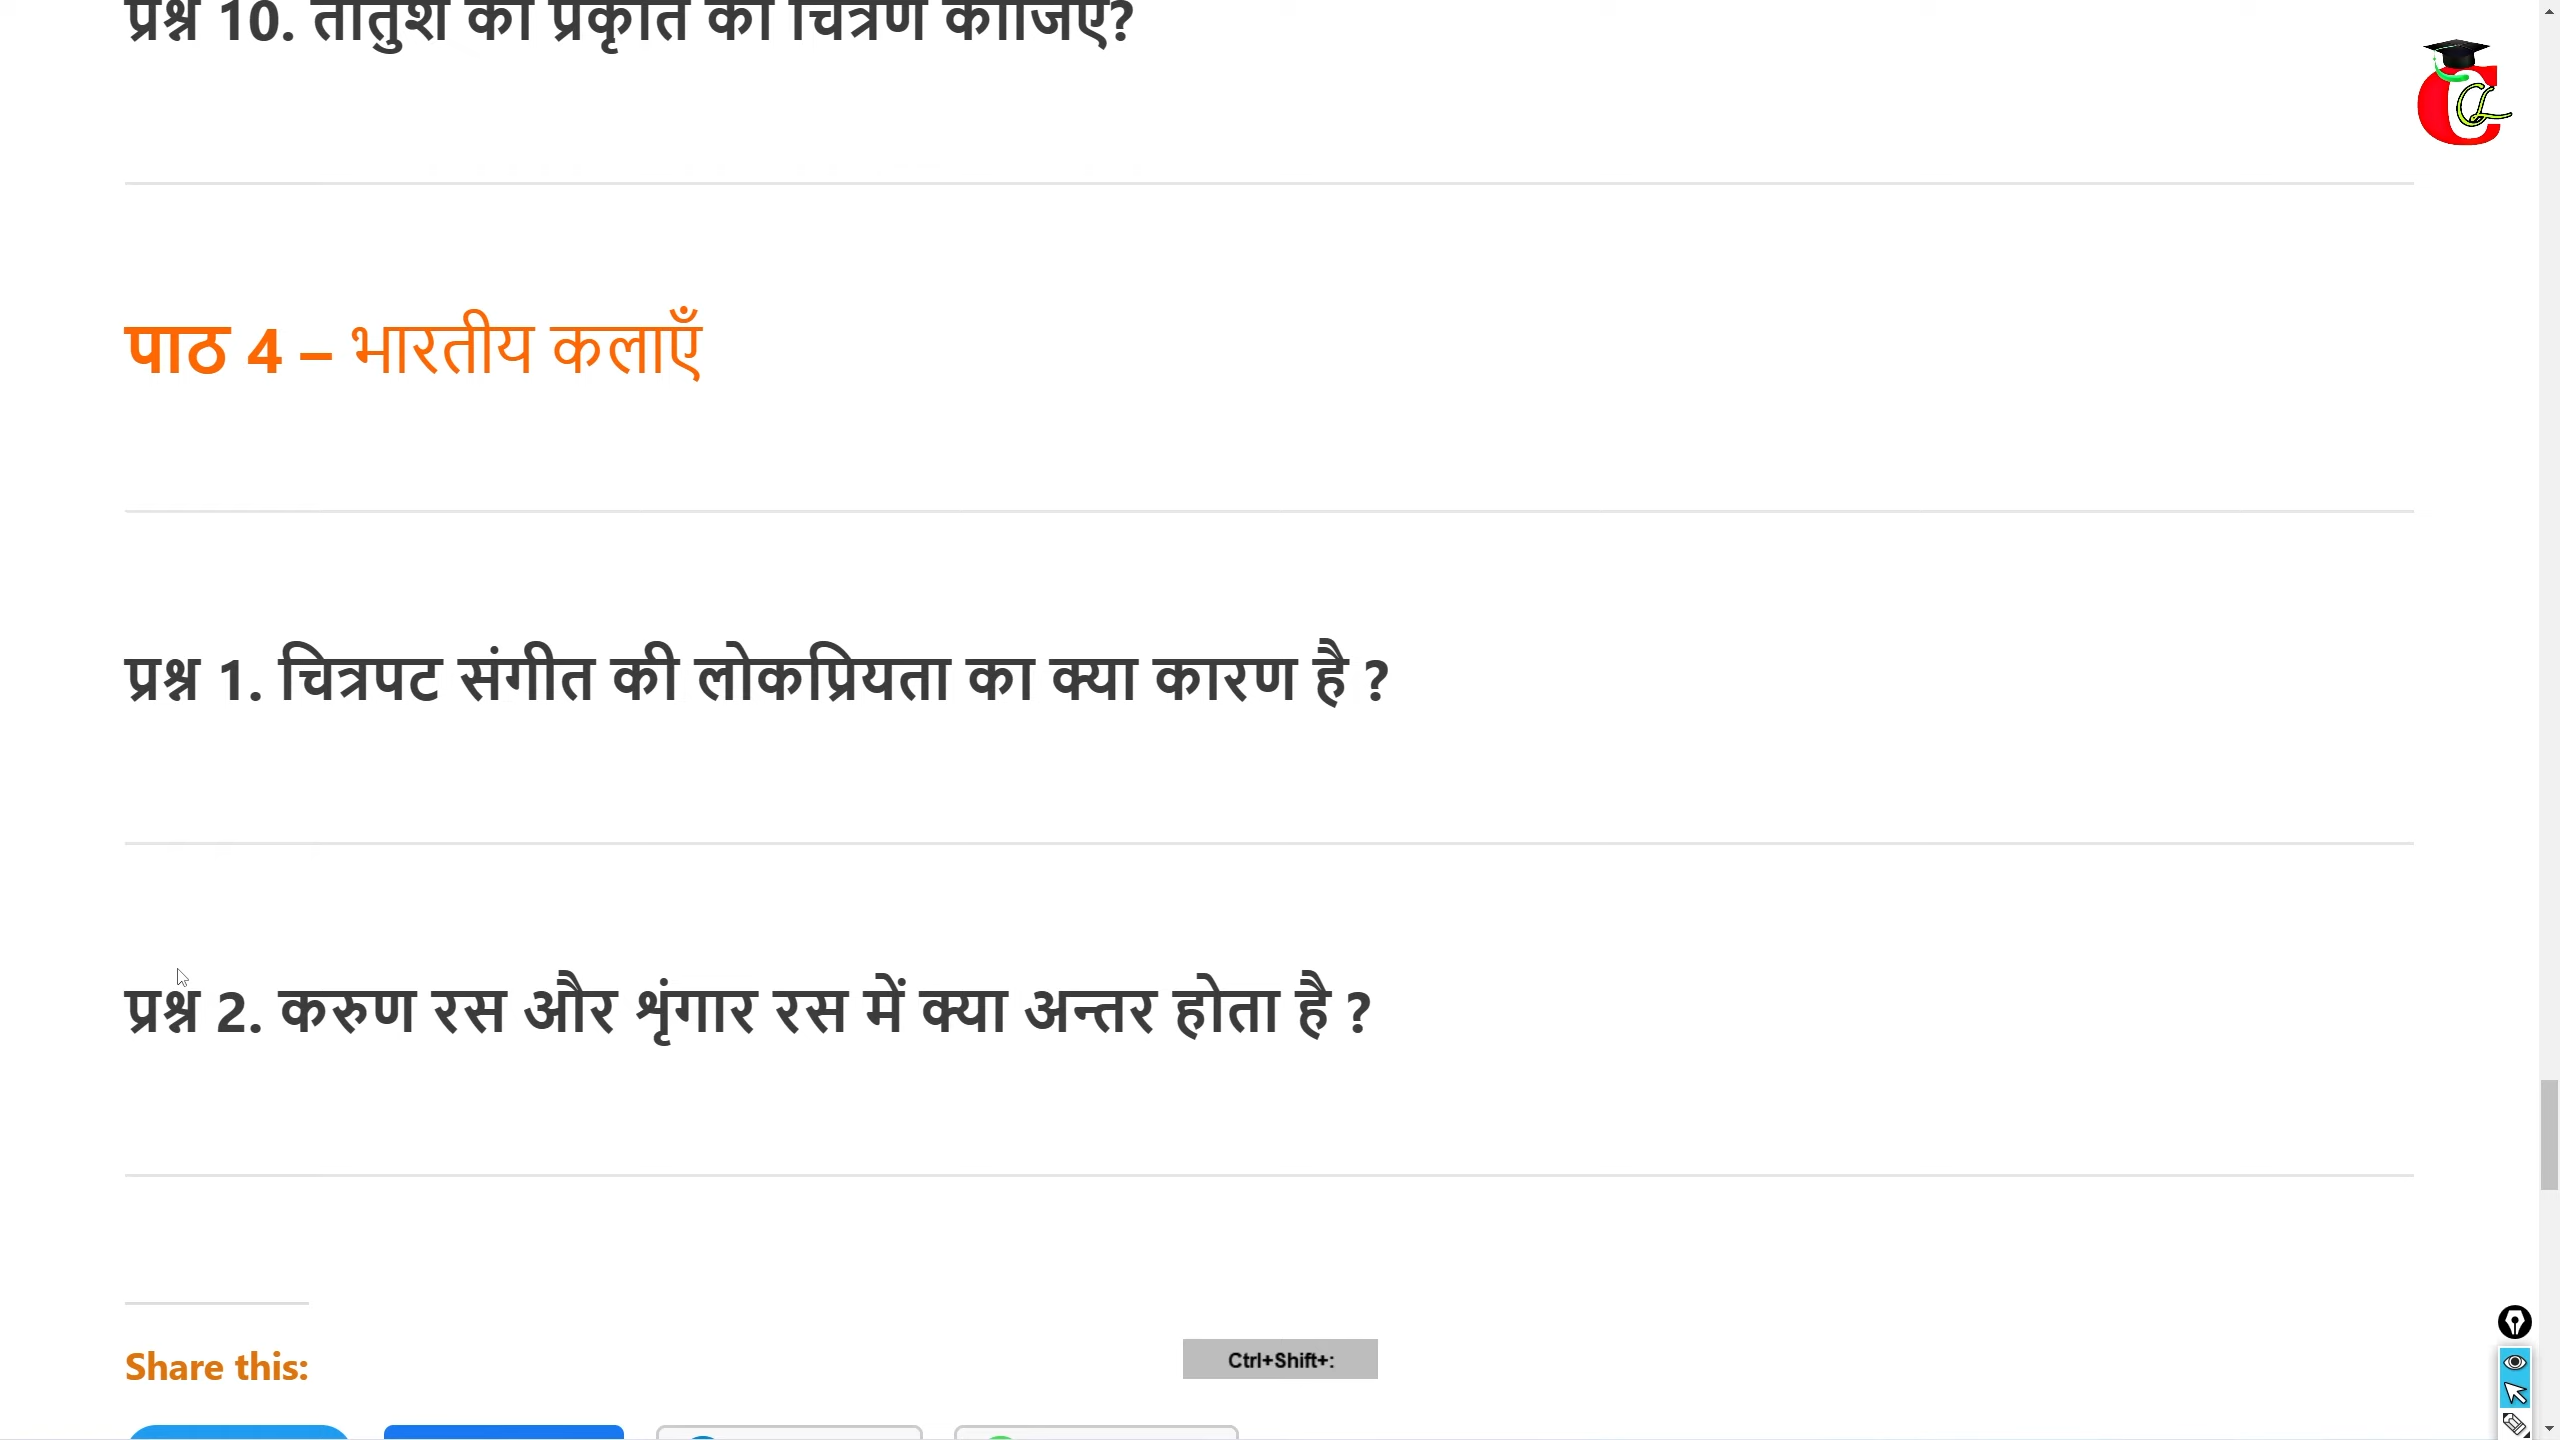 प्रश्न 10. तातुश की प्रकृति का चित्रण कीजिए?
पाठ 4 – भारतीय कलाएँ
प्रश्न 1. चित्रपट संगीत की लोकप्रियता का क्या कारण है ?
प्रश्न 2. करुण रस और शृंगार रस में क्या अन्तर होता है ?
Share this:
Ctrl+Shift+: